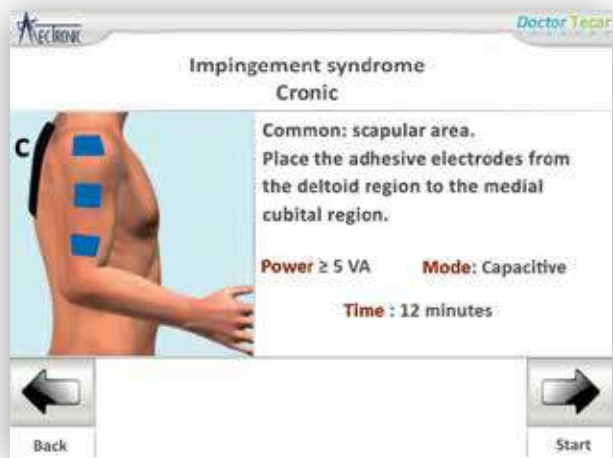 Doctor Tecar
Impingement syndrome
Cronic
C
Common: scapular area.
Place the adhesive electrodes from
the deltoid region to the medial
cubital region.
Power ≥ 5 VA Mode: Capacitive
Time : 12 minutes
Back
Start